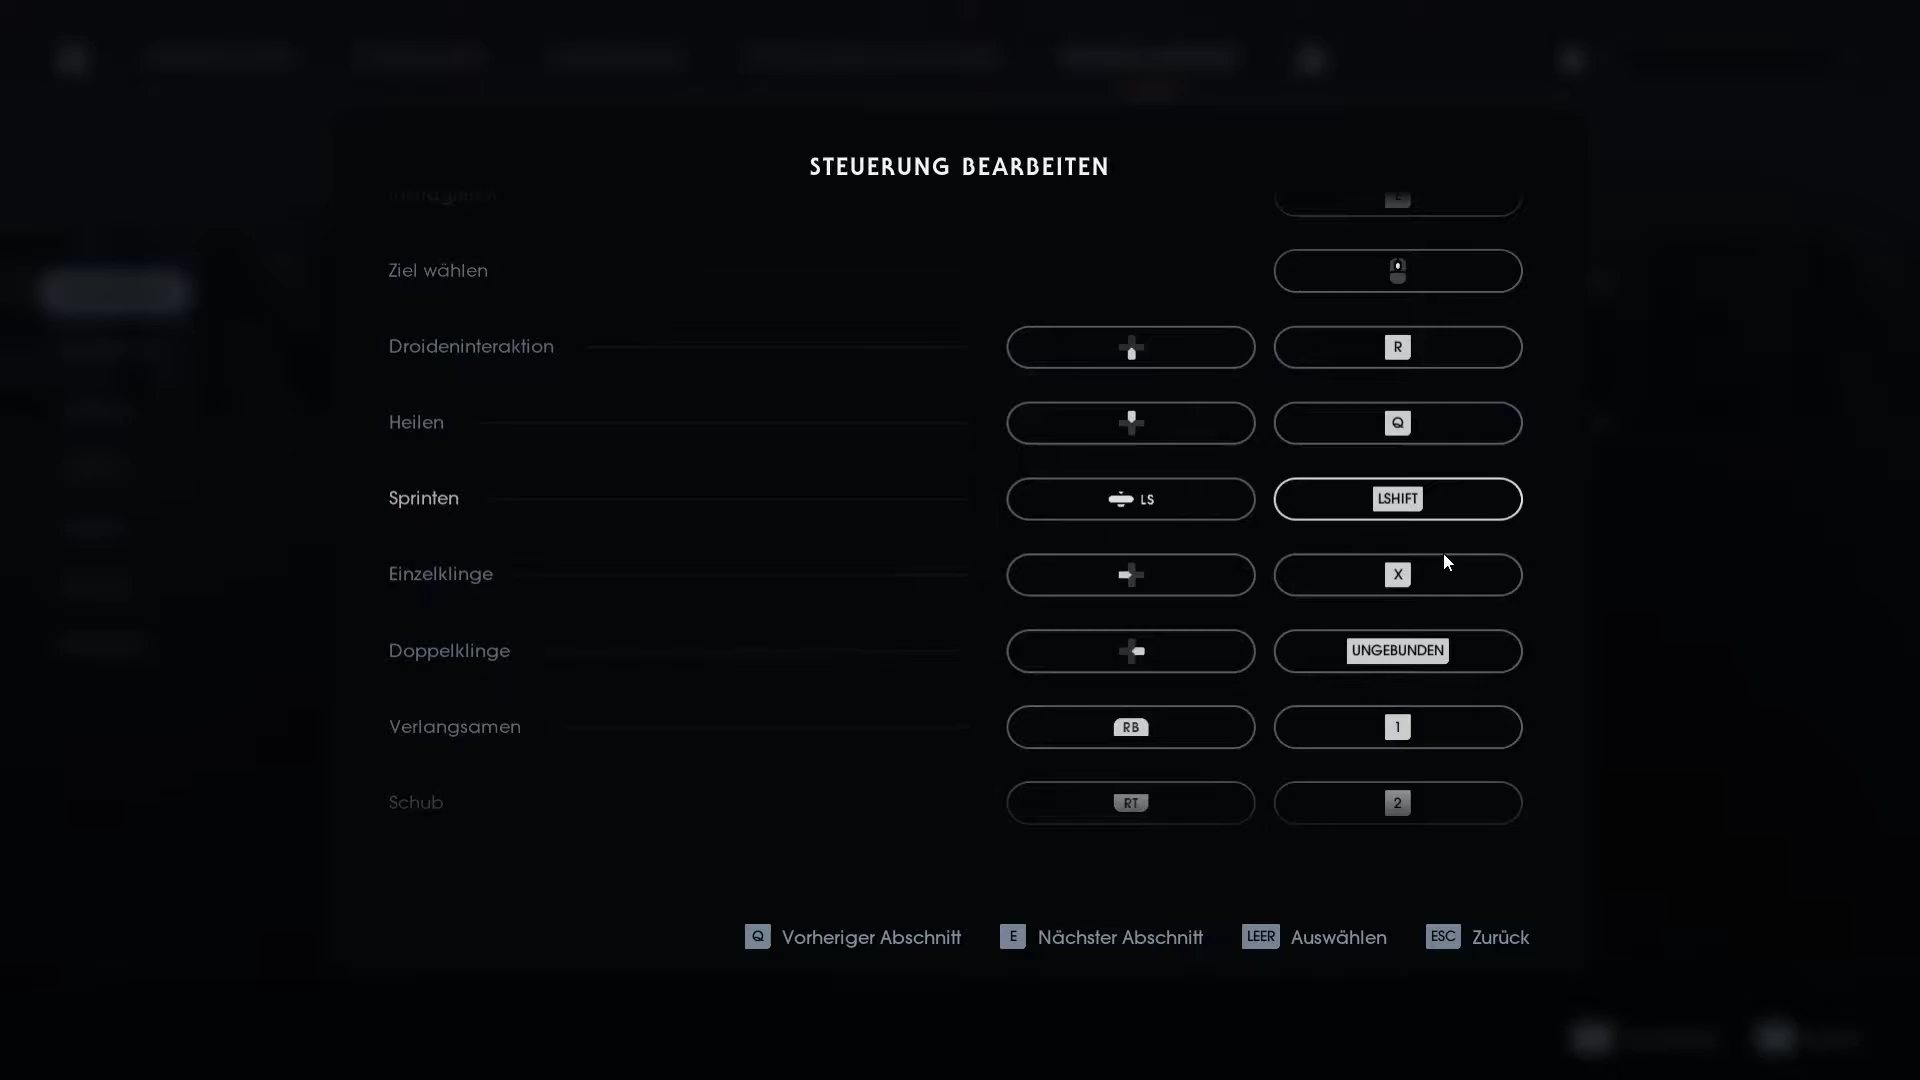 STEUERUNG BEARBEITEN
Ziel wählen
Droideninteraktion R
Heilen Q
Sprinten LS LSHIFT
Einzelklinge X
Doppelklinge UNGEBUNDEN
Verlangsamen RB 1
Schub RT 2
Q Vorheriger Abschnitt E Nächster Abschnitt LEER Auswählen ESC Zurück